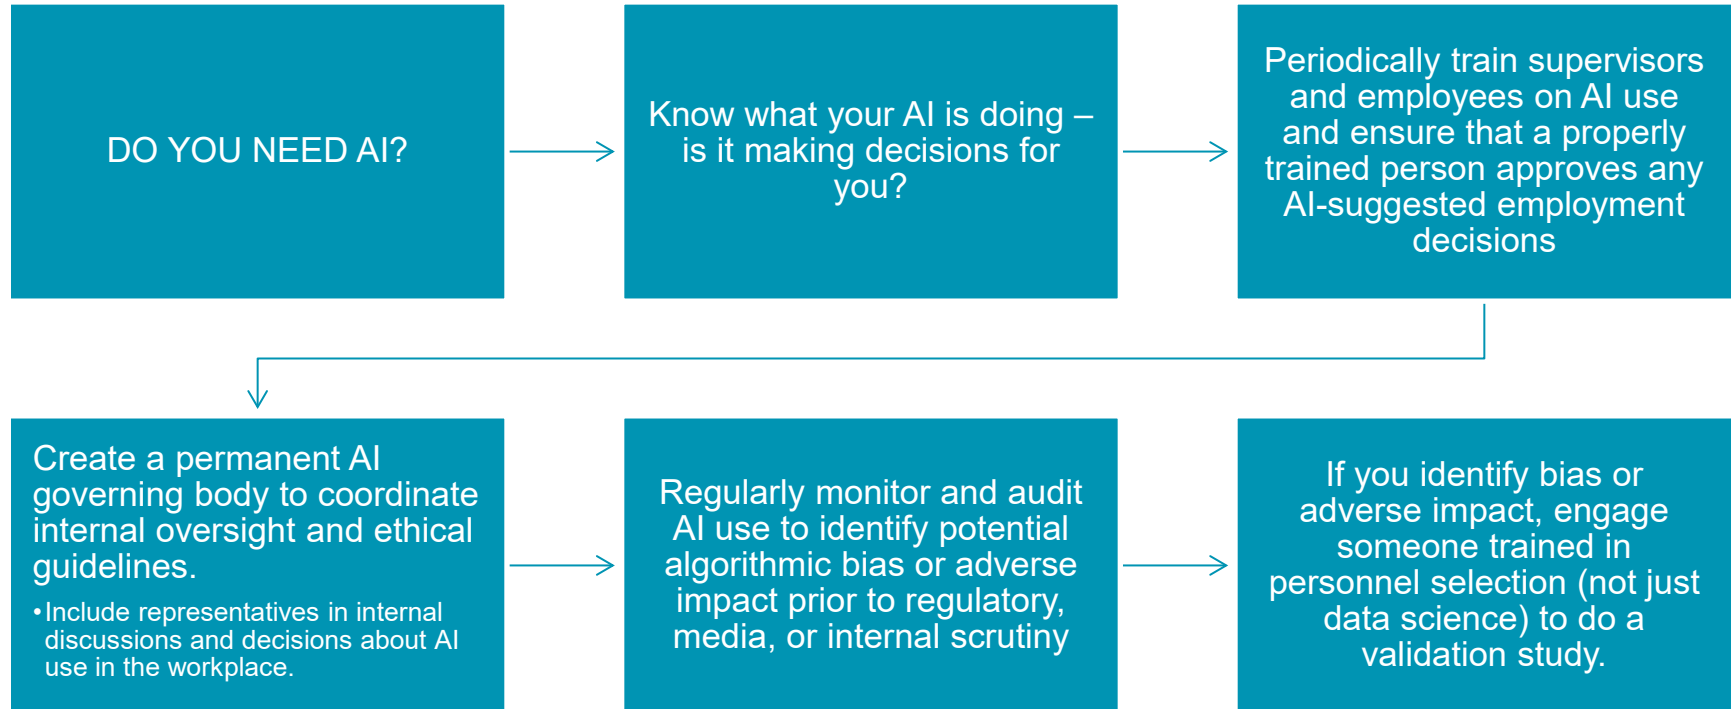 DO YOU NEED AI?
Know what your AI is doing –
is it making decisions for
you?
Periodically train supervisors
and employees on AI use
and ensure that a properly
trained person approves any
AI-suggested employment
decisions
Create a permanent AI
governing body to coordinate
internal oversight and ethical
guidelines.
•Include representatives in internal
discussions and decisions about AI
use in the workplace.
Regularly monitor and audit
AI use to identify potential
algorithmic bias or adverse
impact prior to regulatory,
media, or internal scrutiny
If you identify bias or
adverse impact, engage
someone trained in
personnel selection (not just
data science) to do a
validation study.